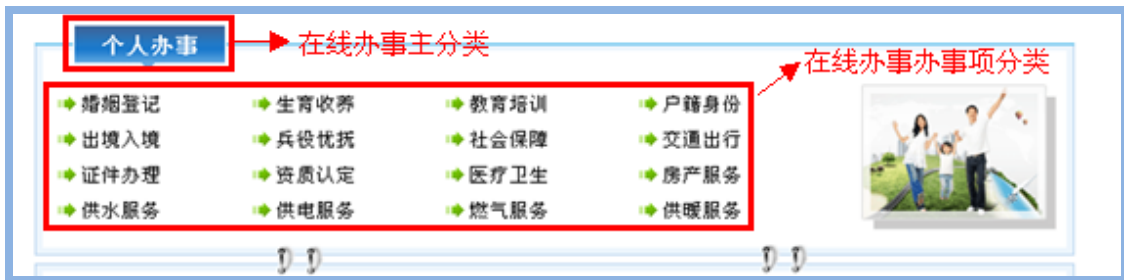 个人办事
在线办事主分类
在线办事办事项分类
婚姻登记 生育收养 教育培训 户籍身份
出境入境 兵役优抚 社会保障 交通出行
证件办理 资质认定 医疗卫生 房产服务
供水服务 供电服务 燃气服务 供暖服务